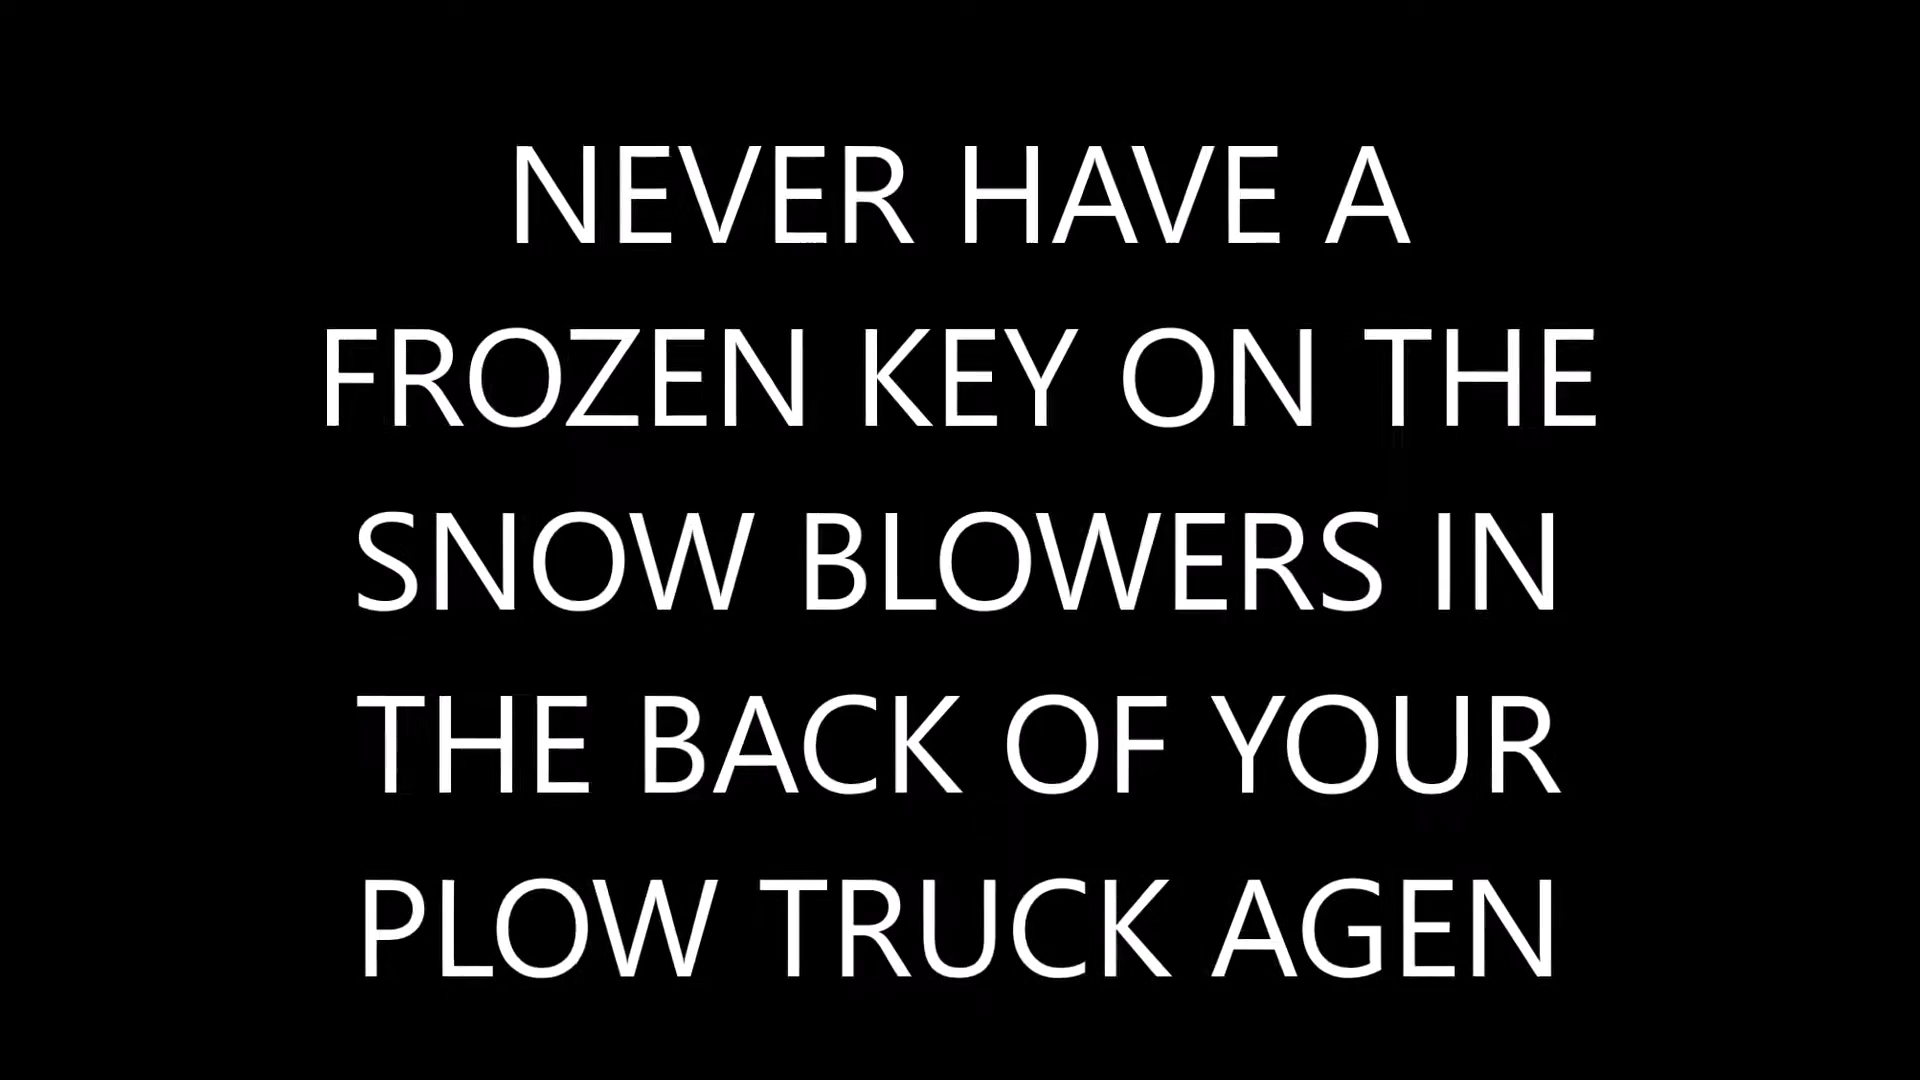 NEVER HAVE A
FROZEN KEY ON THE
SNOW BLOWERS IN
THE BACK OF YOUR
PLOW TRUCK AGEN